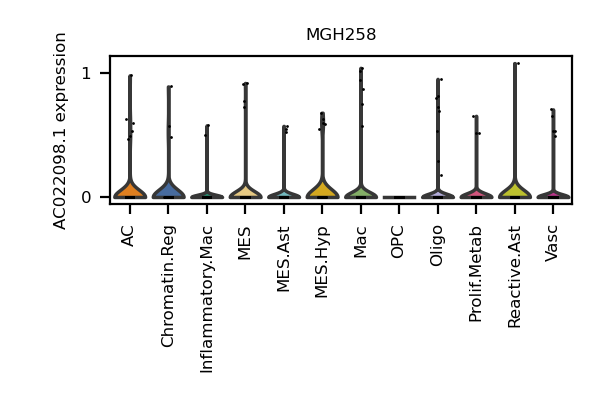 MGH258
AC022098.1 expression
1
0
AC
Chromatin.Reg
Inflammatory.Mac
MES
MES.Ast
MES.Hyp
Mac
OPC
Oligo
Prolif.Metab
Reactive.Ast
Vasc